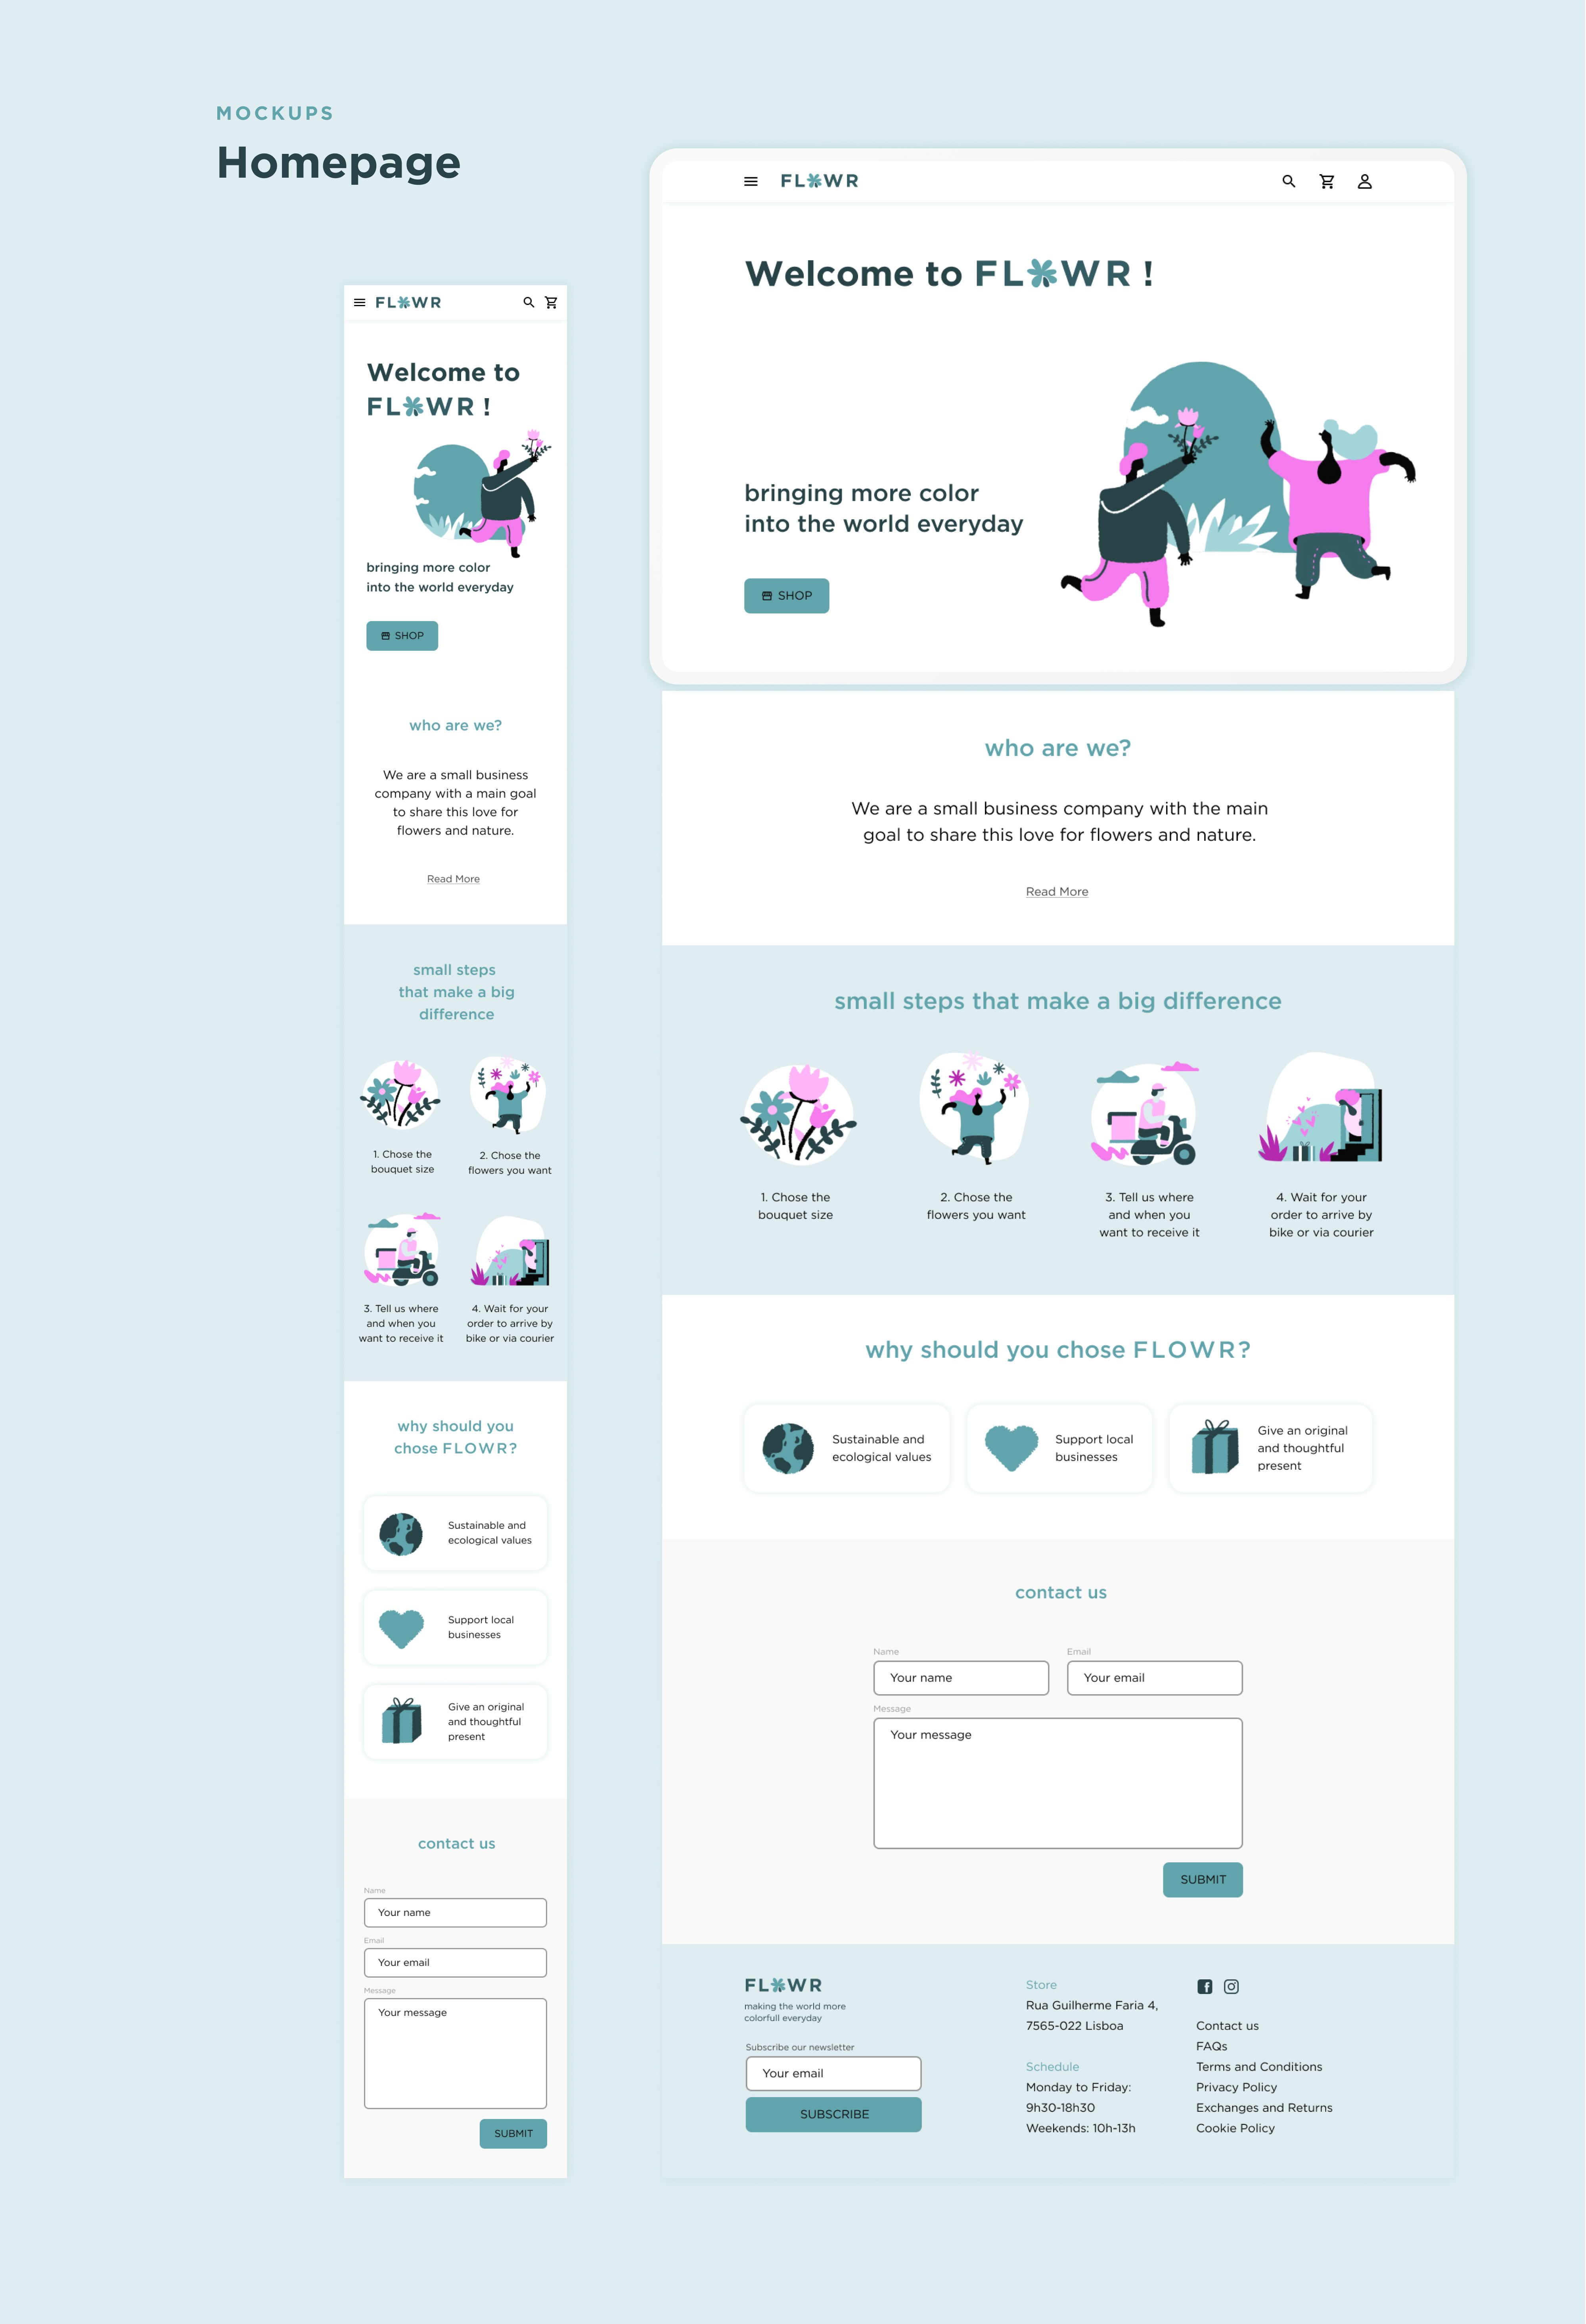 MOCKUPS
Homepage
FLOWR
Welcome to
FLOWR !
bringing more color
into the world everyday
SHOP
who are we?
We are a small business
company with a main goal
to share this love for
flowers and nature.
Read More
small steps
that make a big
difference
1. Chose the
bouquet size
2. Chose the
flowers you want
3. Tell us where
and when you
want to receive it
4. Wait for your
order to arrive by
bike or via courier
why should you
chose FLOWR?
Sustainable and
ecological values
Support local
businesses
Give an original
and thoughtful
present
contact us
Name
Your name
Email
Your email
Message
Your message
SUBMIT
FLOWR
Welcome to FLOWR !
bringing more color
into the world everyday
SHOP
who are we?
We are a small business company with the main
goal to share this love for flowers and nature.
Read More
small steps that make a big difference
1. Chose the
bouquet size
2. Chose the
flowers you want
3. Tell us where
and when you
want to receive it
4. Wait for your
order to arrive by
bike or via courier
why should you chose FLOWR?
Sustainable and
ecological values
Support local
businesses
Give an original
and thoughtful
present
contact us
Name
Your name
Email
Your email
Message
Your message
SUBMIT
FLOWR
making the world more
colorfull everyday
Subscribe our newsletter
Your email
SUBSCRIBE
Store
Rua Guilherme Faria 4,
7565-022 Lisboa
Schedule
Monday to Friday:
9h30-18h30
Weekends: 10h-13h
Contact us
FAQs
Terms and Conditions
Privacy Policy
Exchanges and Returns
Cookie Policy